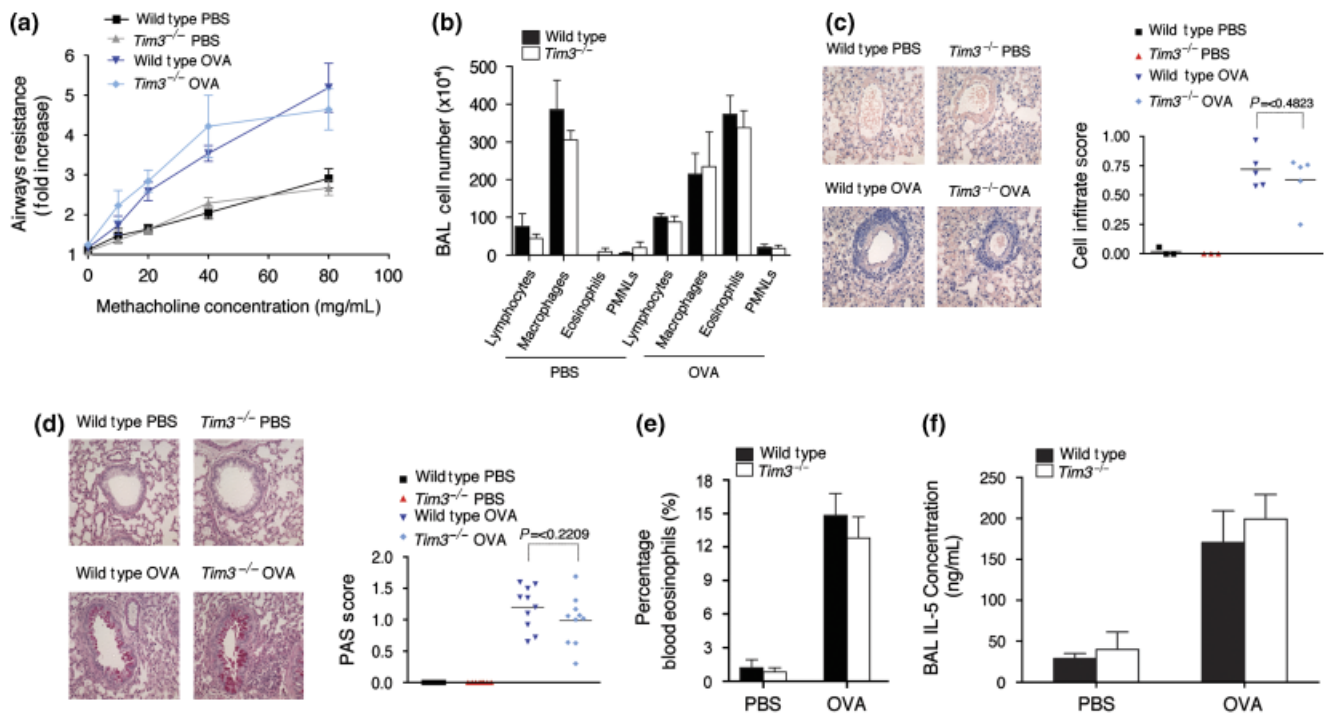 (a)
Wild type PBS
Tim3−/− PBS
Wild type OVA
Tim3−/− OVA
Airways resistance
(fold increase)
6
5
4
3
2
1
0
20
40
60
80
100
Methacholine concentration (mg/mL)
(b)
Wild type
Tim3−/−
BAL cell number (x10⁴)
500
400
300
200
100
0
Lymphocytes
Macrophages
Eosinophils
PMNLs
Lymphocytes
Macrophages
Eosinophils
PMNLs
PBS
OVA
(c)
Wild type PBS
Tim3−/− PBS
Wild type OVA
Tim3−/− OVA
Wild type PBS
Tim3−/− PBS
Wild type OVA
Tim3−/− OVA
P=<0.4823
Cell infitrate score
1.00
0.75
0.50
0.25
0.00
(d)
Wild type PBS
Tim3−/− PBS
Wild type OVA
Tim3−/− OVA
Wild type PBS
Tim3−/− PBS
Wild type OVA
Tim3−/− OVA
P=<0.2209
PAS score
2.0
1.5
1.0
0.5
0.0
(e)
Wild type
Tim3−/−
Percentage
blood eosinophils (%)
18
15
12
9
6
3
0
PBS
OVA
(f)
Wild type
Tim3−/−
BAL IL-5 Concentration
(ng/mL)
250
200
150
100
50
0
PBS
OVA